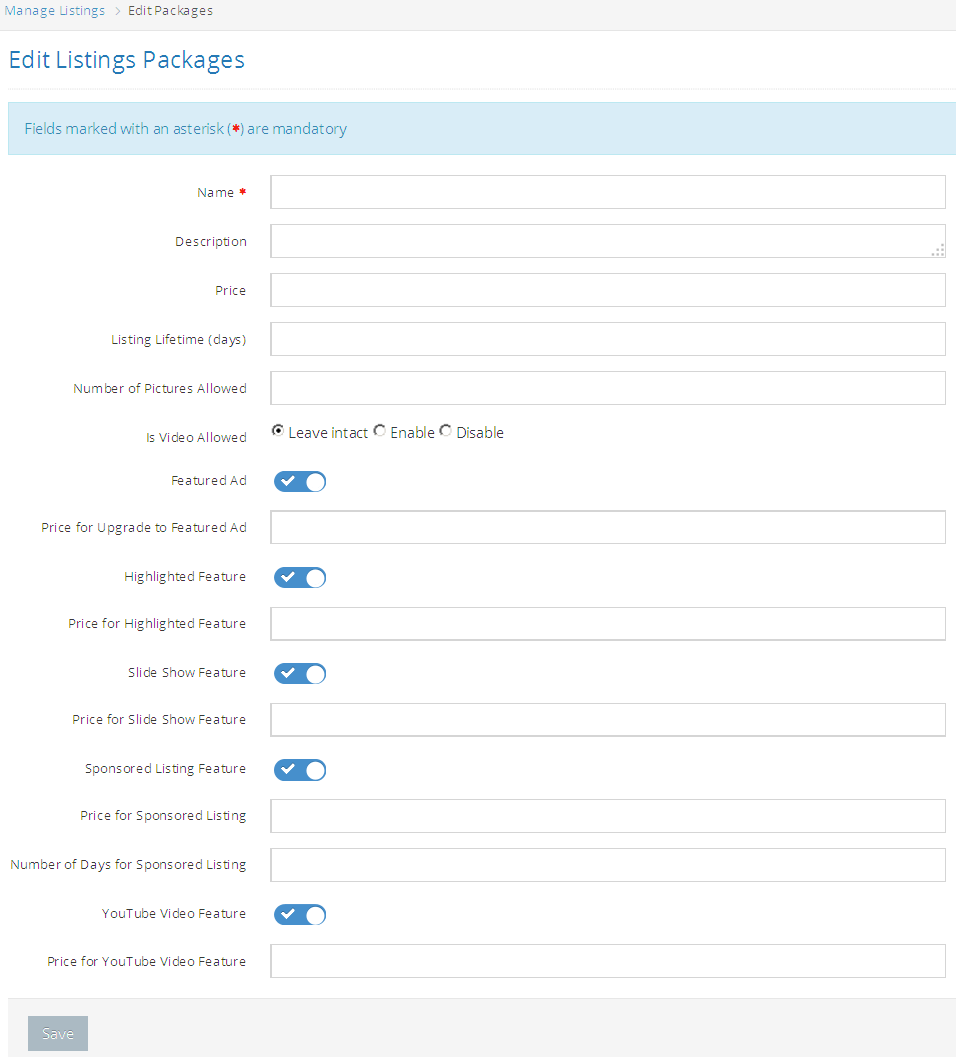 Manage Listings > Edit Packages
Edit Listings Packages
Fields marked with an asterisk (*) are mandatory
Name *
Description
Price
Listing Lifetime (days)
Number of Pictures Allowed
Is Video Allowed Leave intact Enable Disable
Featured Ad
Price for Upgrade to Featured Ad
Highlighted Feature
Price for Highlighted Feature
Slide Show Feature
Price for Slide Show Feature
Sponsored Listing Feature
Price for Sponsored Listing
Number of Days for Sponsored Listing
YouTube Video Feature
Price for YouTube Video Feature
Save